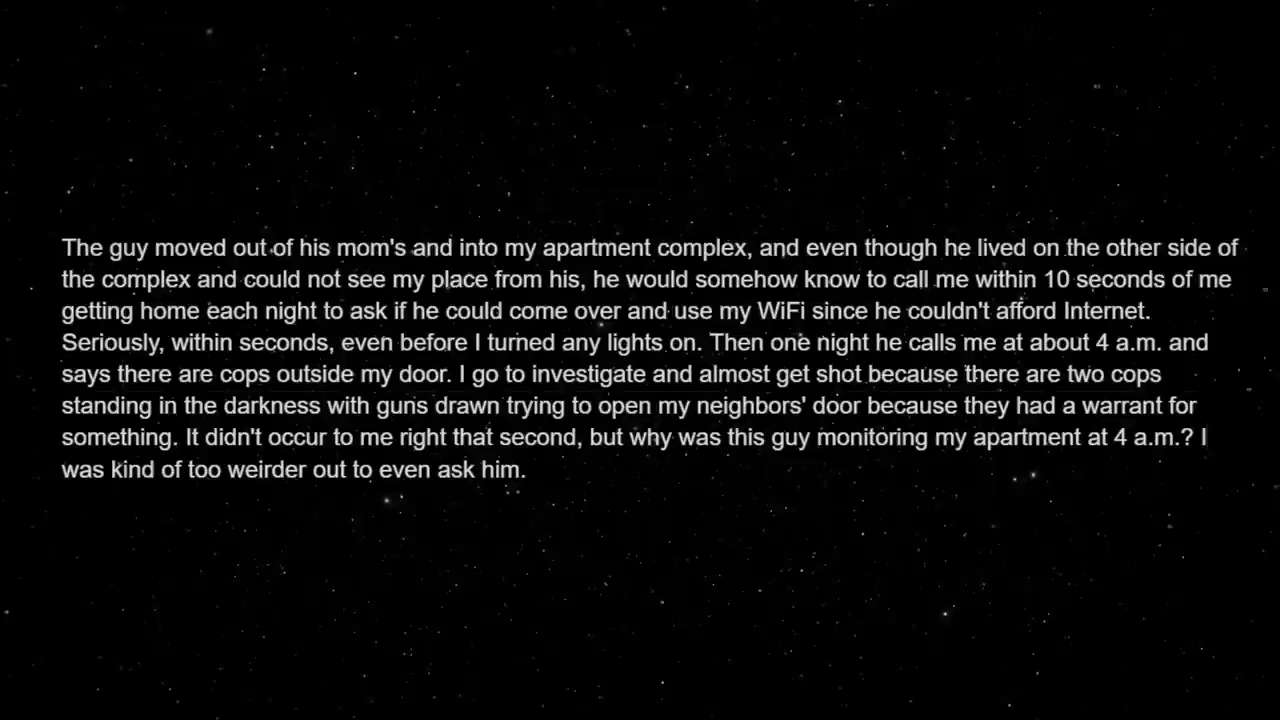 The guy moved out of his mom's and into my apartment complex, and even though he lived on the other side of
the complex and could not see my place from his, he would somehow know to call me within 10 seconds of me
getting home each night to ask if he could come over and use my WiFi since he couldn't afford Internet.
Seriously, within seconds, even before I turned any lights on. Then one night he calls me at about 4 a.m. and
says there are cops outside my door. I go to investigate and almost get shot because there are two cops
standing in the darkness with guns drawn trying to open my neighbors' door because they had a warrant for
something. It didn't occur to me right that second, but why was this guy monitoring my apartment at 4 a.m.? I
was kind of too weirder out to even ask him.